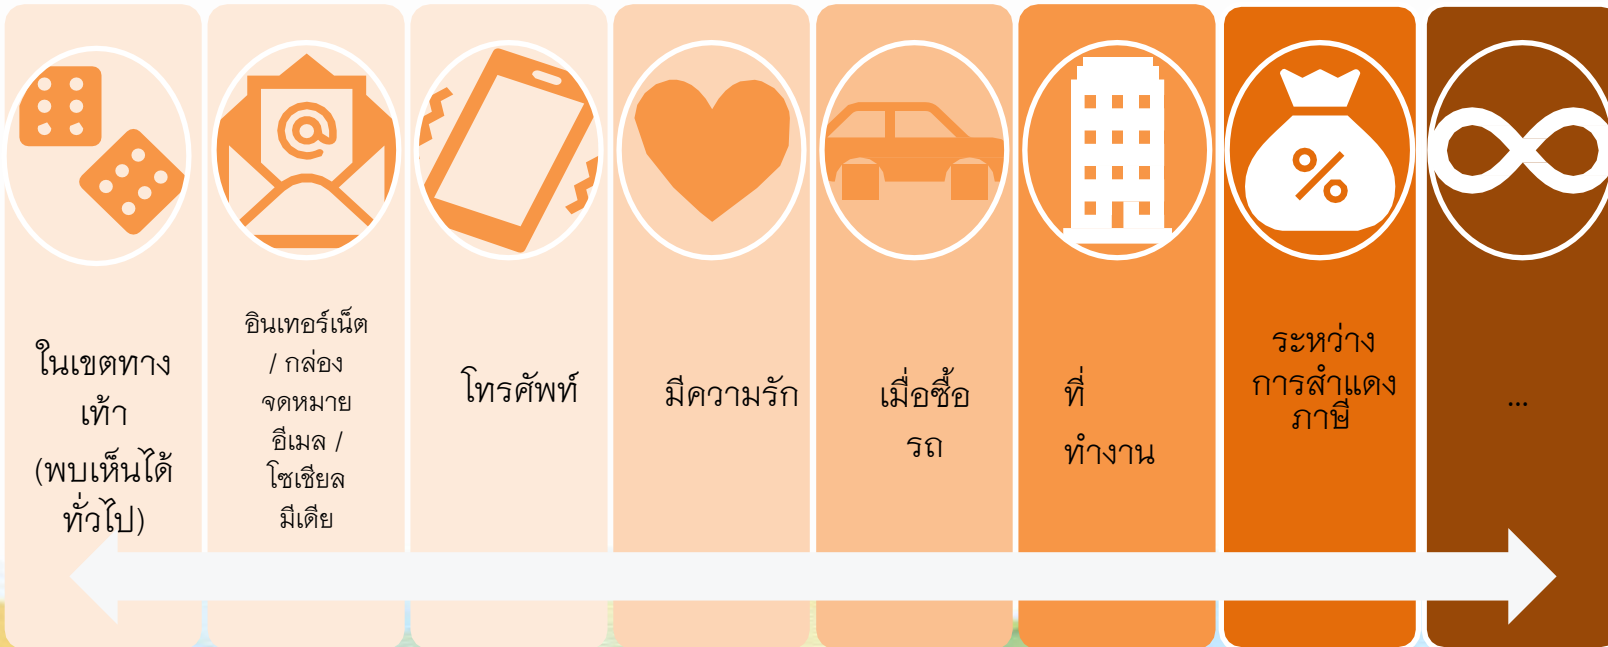 ในเขตทาง
เท้า
(พบเห็นได้
ทั่วไป)
อินเทอร์เน็ต
/ กล่อง
จดหมาย
อีเมล /
โซเชียล
มีเดีย
โทรศัพท์
มีความรัก
เมื่อซื้อ
รถ
ที่
ทำงาน
ระหว่าง
การสำแดง
ภาษี
...